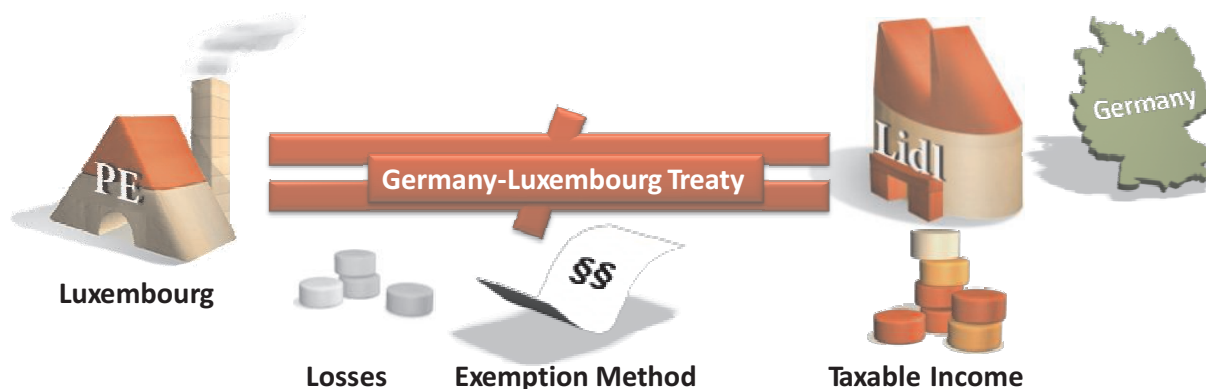 PE
Luxembourg
Germany-Luxembourg Treaty
Lidl
Germany
§§
Losses
Exemption Method
Taxable Income